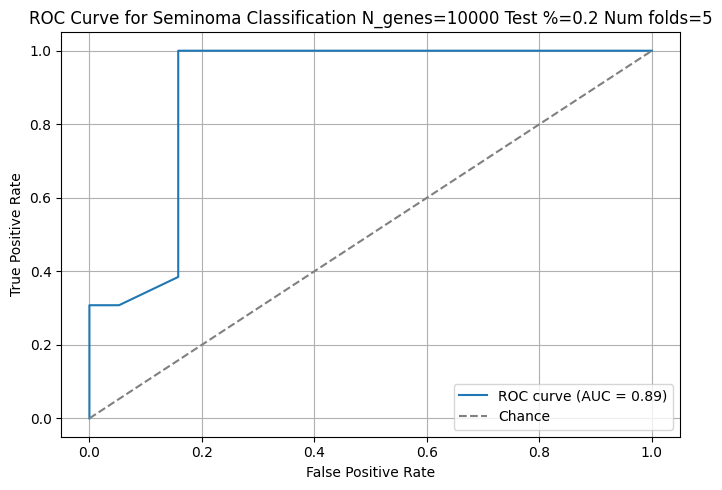 ROC Curve for Seminoma Classification N_genes=10000 Test %=0.2 Num folds=5
1.0
0.8
0.6
0.4
0.2
0.0
True Positive Rate
ROC curve (AUC = 0.89)
Chance
0.0 0.2 0.4 0.6 0.8 1.0
False Positive Rate